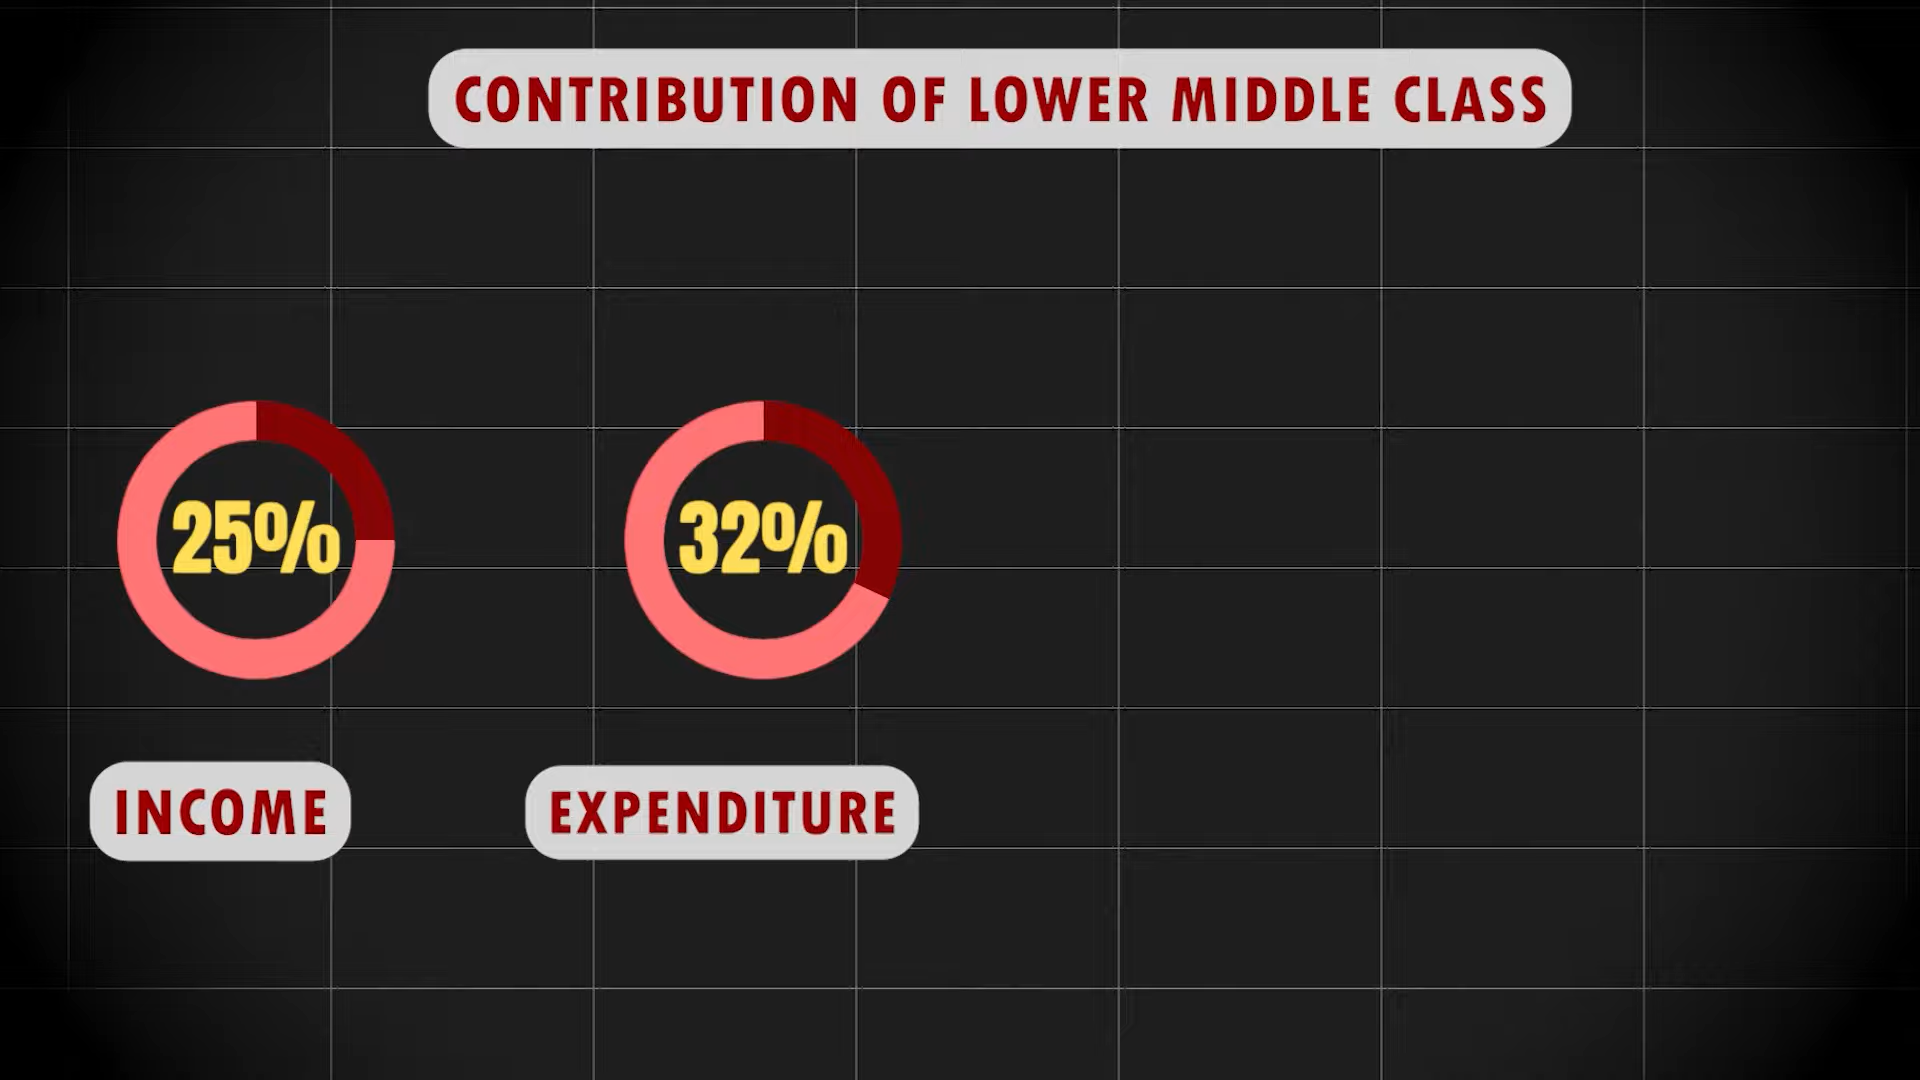 CONTRIBUTION OF LOWER MIDDLE CLASS
25%
32%
INCOME
EXPENDITURE